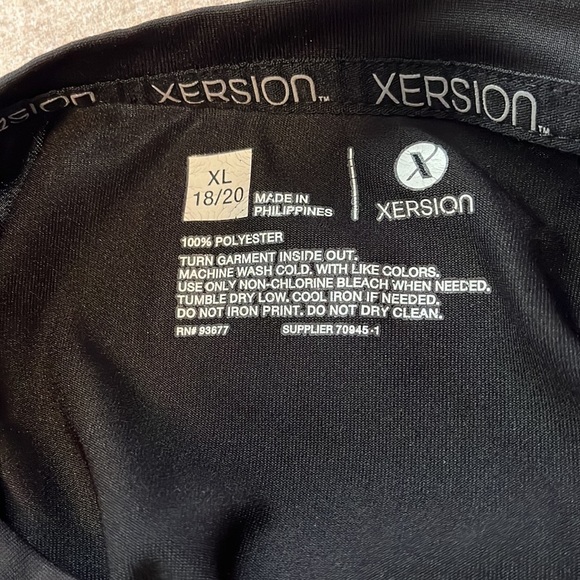 XERSION XERSION™ XERSION™
XL
18/20
MADE IN
PHILIPPINES
X
XERSION
100% POLYESTER
TURN GARMENT INSIDE OUT.
MACHINE WASH COLD. WITH LIKE COLORS.
USE ONLY NON-CHLORINE BLEACH WHEN NEEDED.
TUMBLE DRY LOW. COOL IRON IF NEEDED.
DO NOT IRON PRINT. DO NOT DRY CLEAN.
RN# 93677 SUPPLIER 70945-1